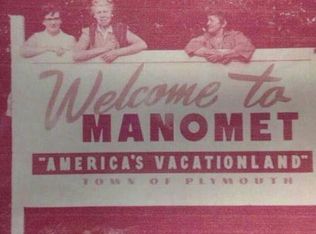 Welcome to
MANOMET
"AMERICA'S VACATIONLAND"
TOWN OF PLYMOUTH